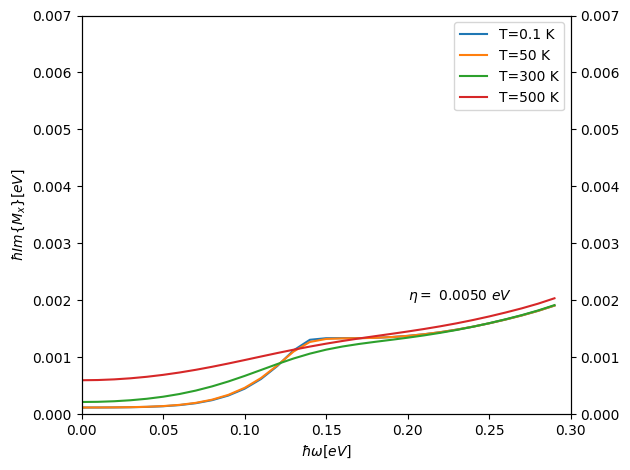 0.007 0.007
T=0.1 K
T=50 K
0.006 0.006
T=300 K
T=500 K
0.005 0.005
0.004 0.004
ħIm{Mₓ}[eV]
0.003 0.003
η = 0.0050 eV
0.002 0.002
0.001 0.001
0.000 0.000
0.00 0.05 0.10 0.15 0.20 0.25 0.30
ħω[eV]